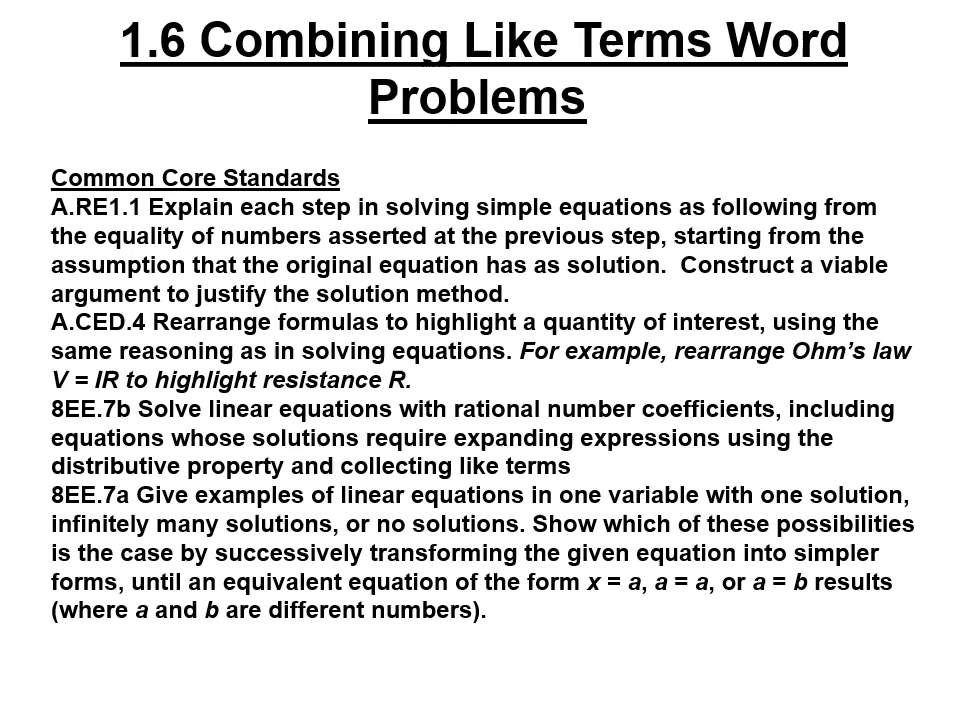 1.6 Combining Like Terms Word
Problems
Common Core Standards
A.RE1.1 Explain each step in solving simple equations as following from
the equality of numbers asserted at the previous step, starting from the
assumption that the original equation has as solution.  Construct a viable
argument to justify the solution method.
A.CED.4 Rearrange formulas to highlight a quantity of interest, using the
same reasoning as in solving equations. For example, rearrange Ohm’s law
V = IR to highlight resistance R.
8EE.7b Solve linear equations with rational number coefficients, including
equations whose solutions require expanding expressions using the
distributive property and collecting like terms
8EE.7a Give examples of linear equations in one variable with one solution,
infinitely many solutions, or no solutions. Show which of these possibilities
is the case by successively transforming the given equation into simpler
forms, until an equivalent equation of the form x = a, a = a, or a = b results
(where a and b are different numbers).